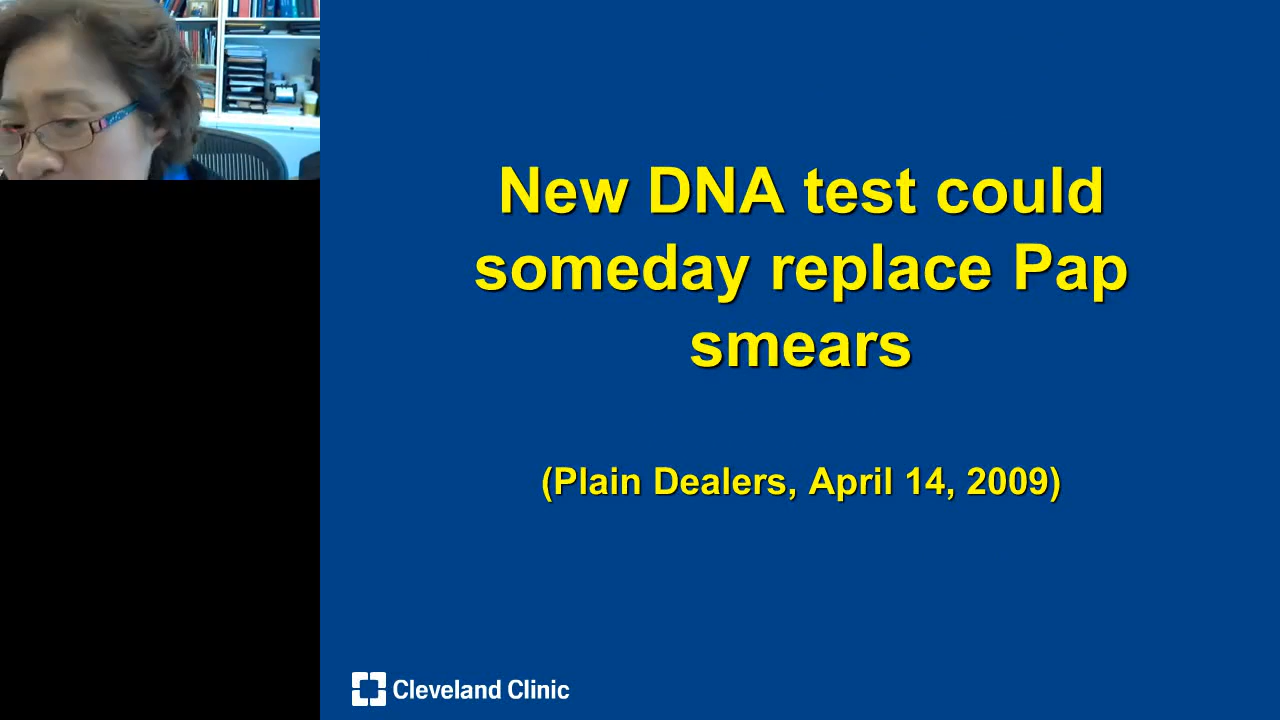 New DNA test could
someday replace Pap
smears
(Plain Dealers, April 14, 2009)
Cleveland Clinic